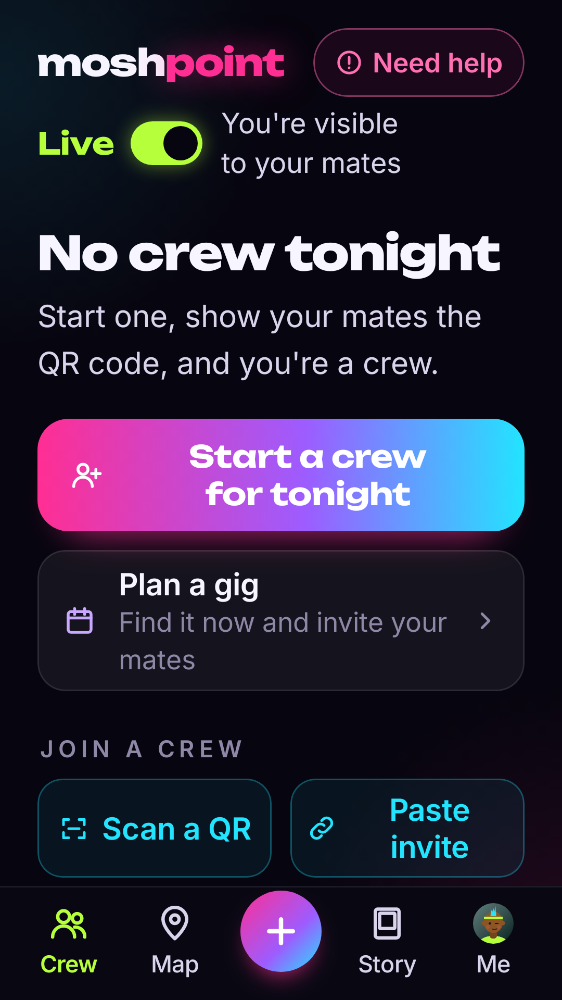 moshpoint
Need help
Live
You're visible
to your mates
No crew tonight
Start one, show your mates the
QR code, and you're a crew.
Start a crew
for tonight
Plan a gig
Find it now and invite your
mates
JOIN A CREW
Scan a QR
Paste
invite
Crew
Map
Story
Me